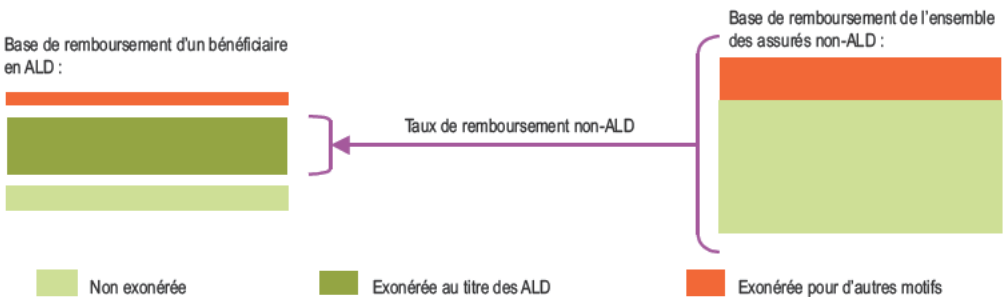 Base de remboursement d'un bénéficiaire
en ALD :
Base de remboursement de l'ensemble
des assurés non-ALD :
Taux de remboursement non-ALD
Non exonérée
Exonérée au titre des ALD
Exonérée pour d'autres motifs